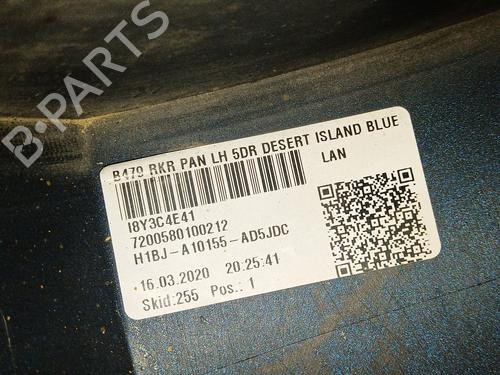 B479 RKR PAN LH 5DR DESERT ISLAND BLUE
LAN
I8Y3C4E41
7200580100212
H1BJ-A10155-AD5JDC
16.03.2020 20:25:41
Skid:255 Pos.: 1
B-PARTS